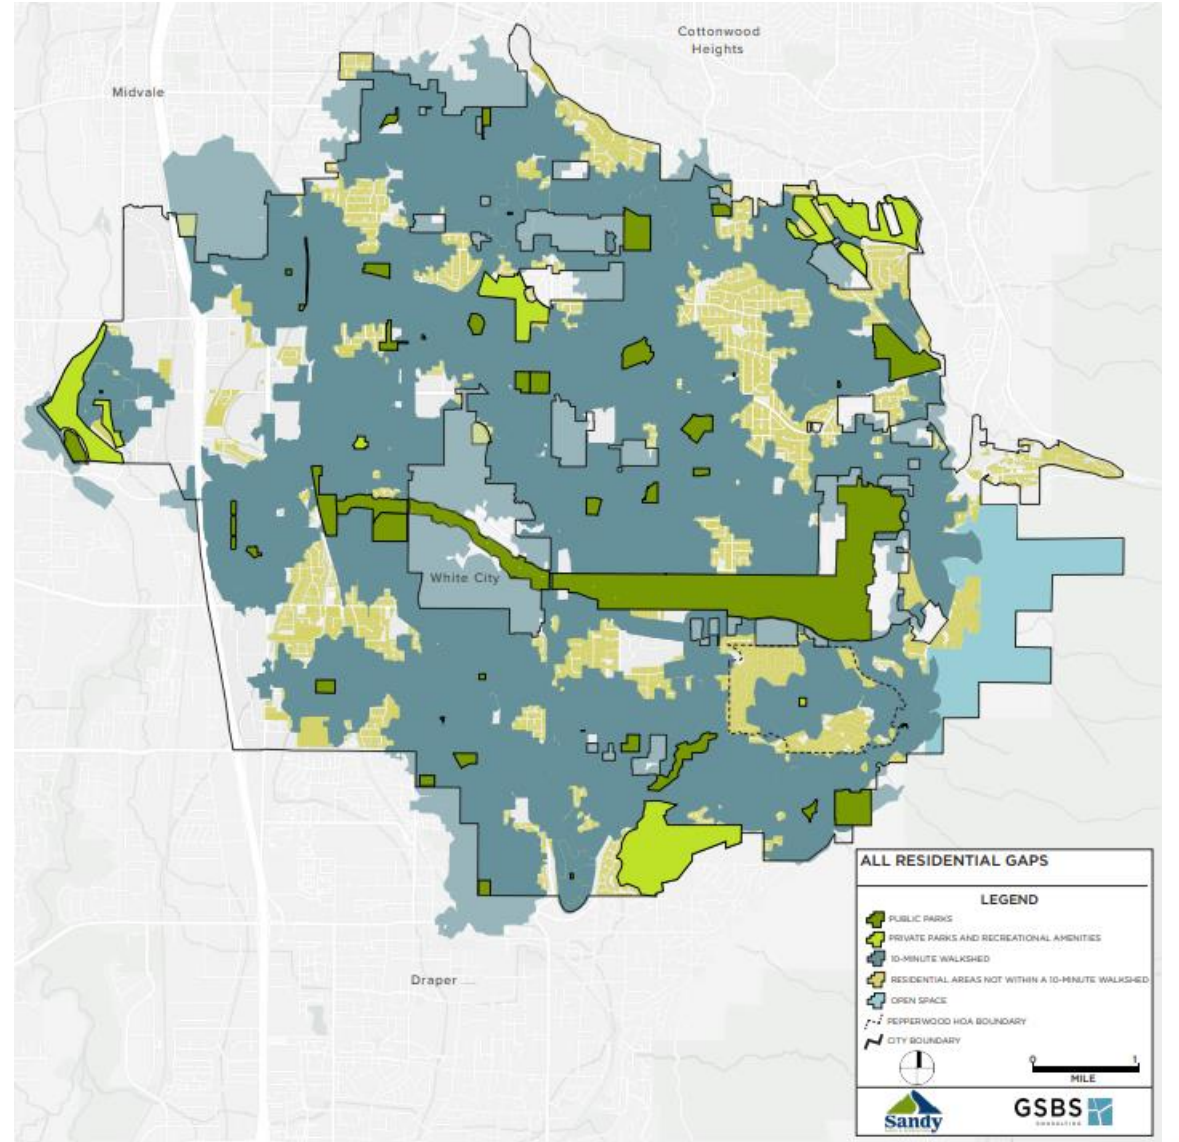 Cottonwood
Heights
Midvale
White City
Draper
ALL RESIDENTIAL GAPS
LEGEND
PUBLIC PARKS
PRIVATE PARKS AND RECREATIONAL AMENITIES
10-MINUTE WALKSHED
RESIDENTIAL AREAS NOT WITHIN A 10-MINUTE WALKSHED
OPEN SPACE
PEPPERWOOD HOA BOUNDARY
CITY BOUNDARY
0 1
MILE
Sandy
GSBS
CONSULTING